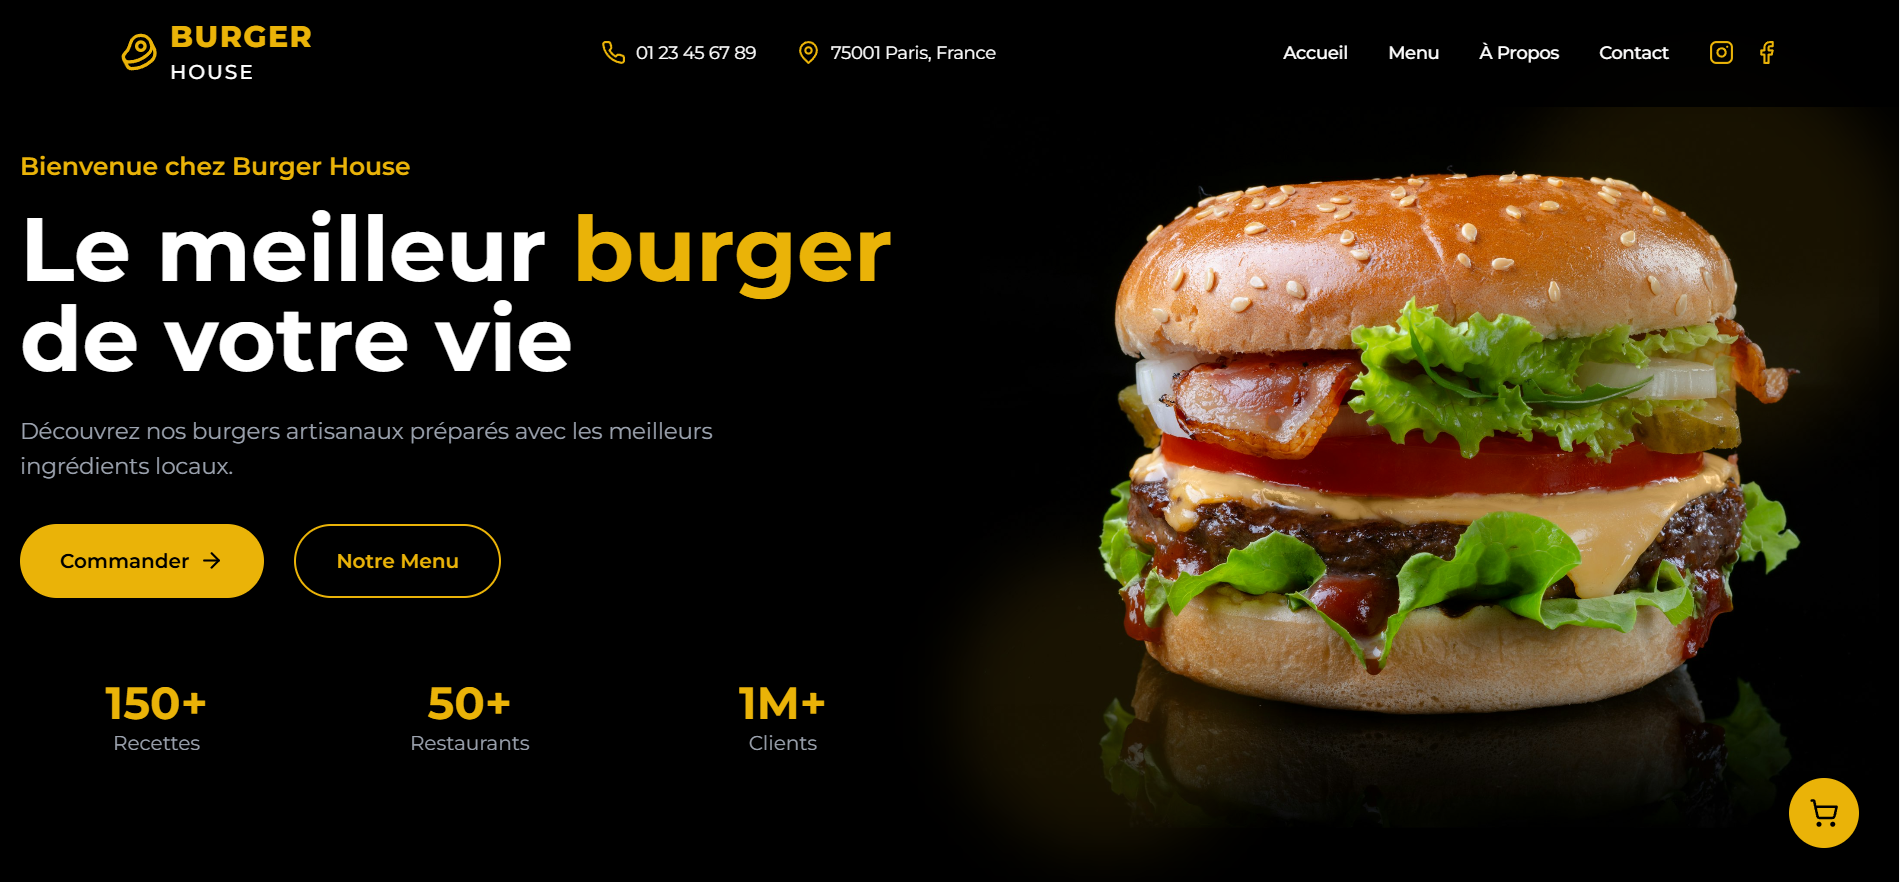 BURGER
HOUSE
01 23 45 67 89
75001 Paris, France
Accueil
Menu
À Propos
Contact
Bienvenue chez Burger House
Le meilleur burger
de votre vie
Découvrez nos burgers artisanaux préparés avec les meilleurs
ingrédients locaux.
Commander
Notre Menu
150+
Recettes
50+
Restaurants
1M+
Clients